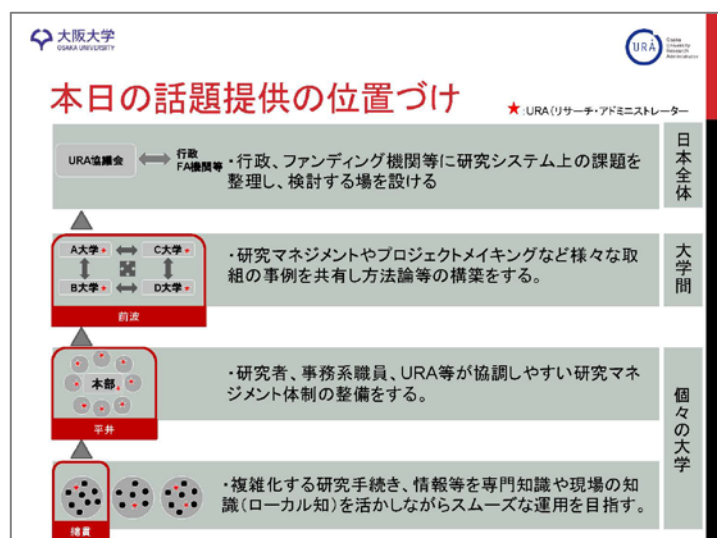 大阪大学
OSAKA UNIVERSITY
URA
Osaka
University
Research
Administrator
本日の話題提供の位置づけ
★:URA(リサーチ・アドミニストレーター
URA協議会
行政
FA機関等
・行政、ファンディング機関等に研究システム上の課題を
整理し、検討する場を設ける
日本全体
A大学
C大学
B大学
D大学
前波
・研究マネジメントやプロジェクトメイキングなど様々な取
組の事例を共有し方法論等の構築をする。
大学間
本部
平井
・研究者、事務系職員、URA等が協調しやすい研究マネ
ジメント体制の整備をする。
個々の大学
・複雑化する研究手続き、情報等を専門知識や現場の知
識(ローカル知)を活かしながらスムーズな運用を目指す。